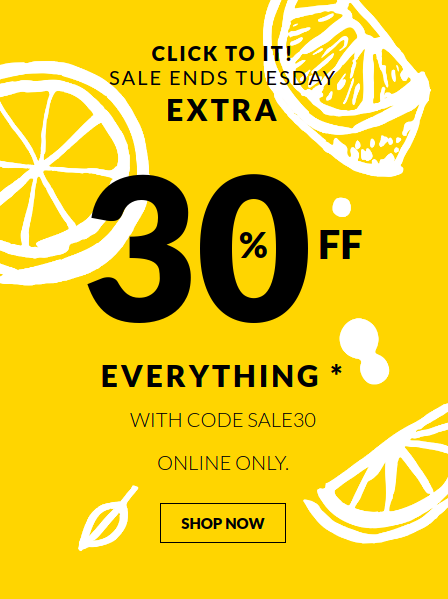 CLICK TO IT!
SALE ENDS TUESDAY
EXTRA
30% FF
EVERYTHING *
WITH CODE SALE30
ONLINE ONLY.
SHOP NOW